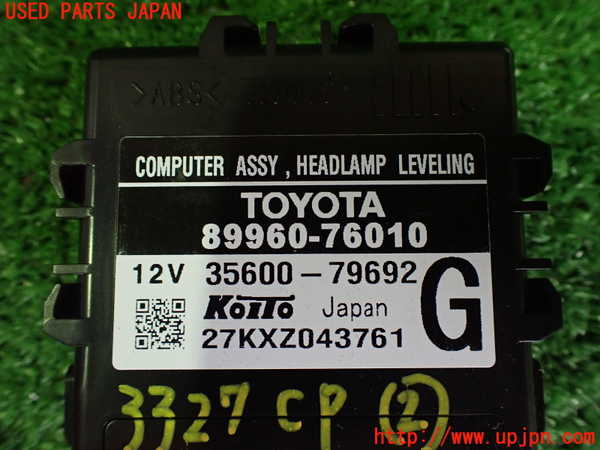 USED PARTS JAPAN
>ABS<
COMPUTER ASSY , HEADLAMP LEVELING
TOYOTA
89960-76010
12V 35600-79692
G
KOITO Japan
27KXZ043761
3327 CP (2)
http://www.upjpn.com/